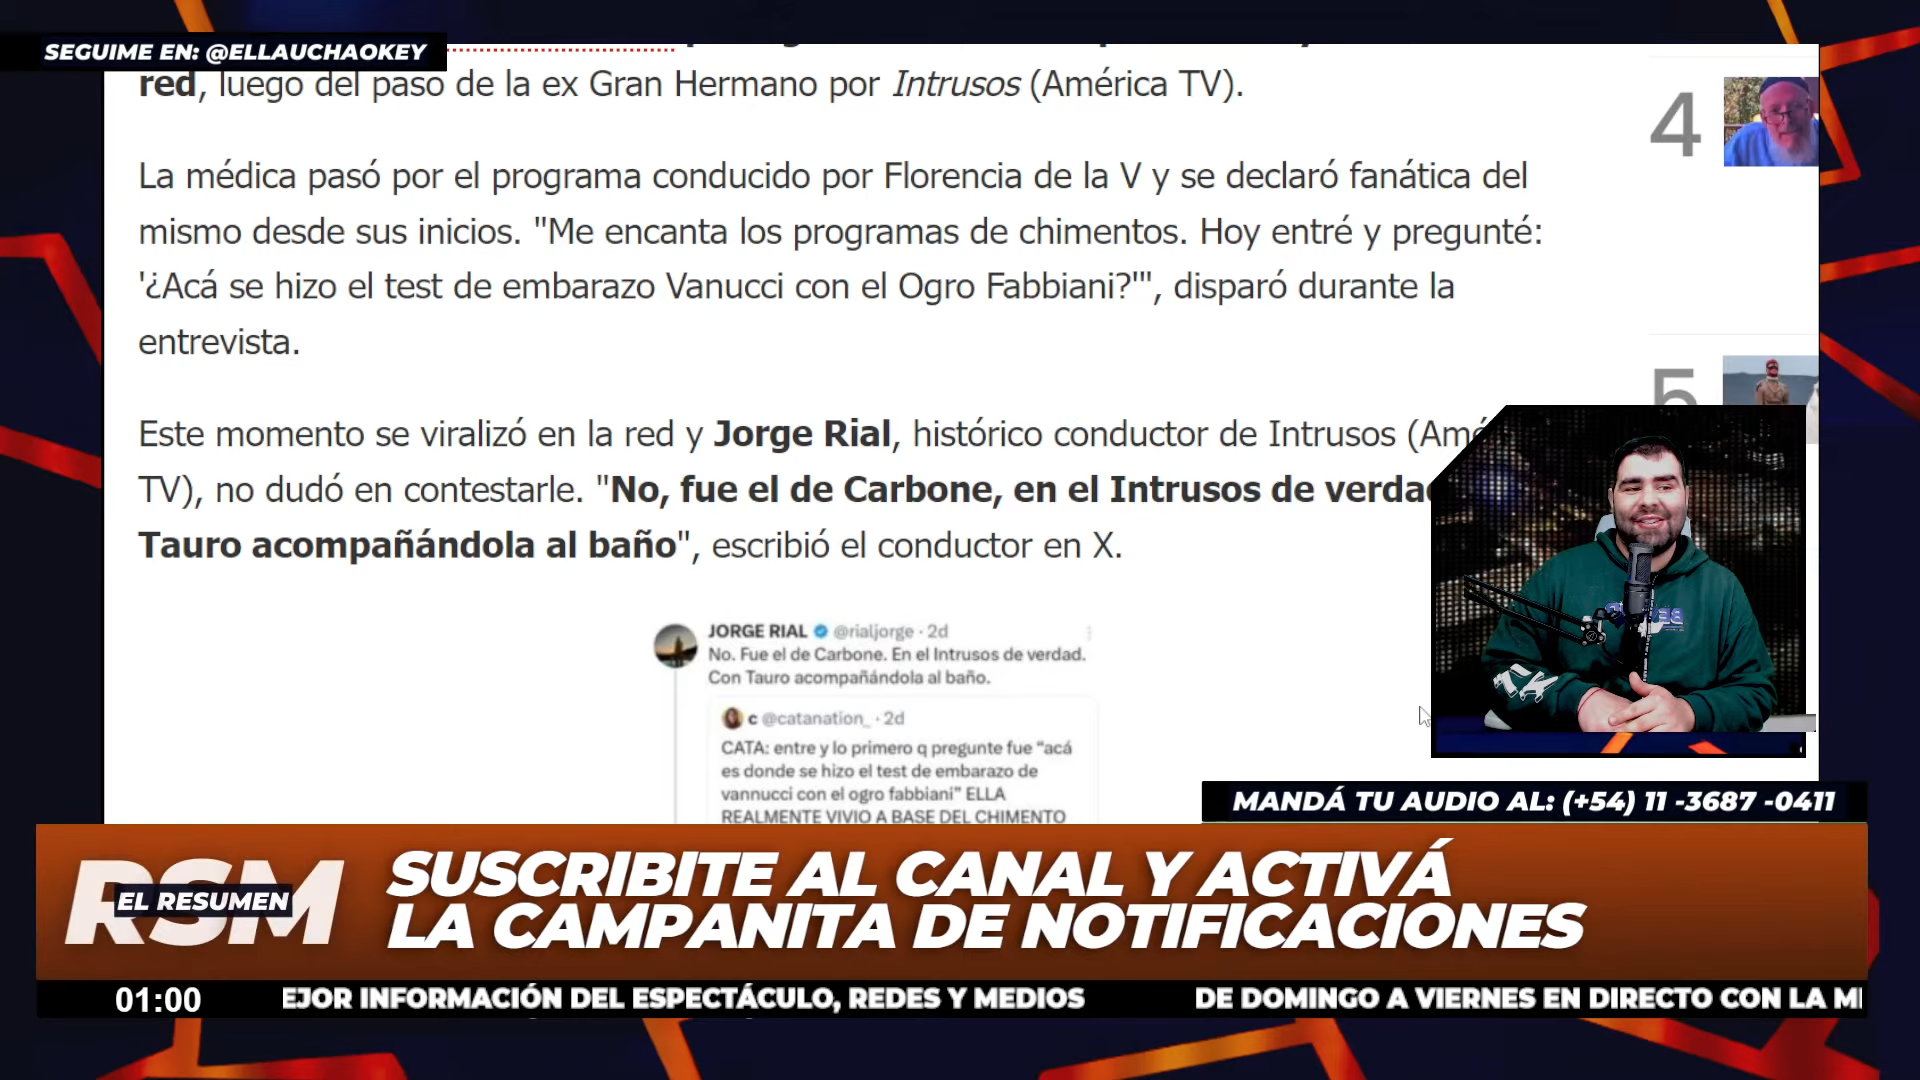 SEGUIME EN: @ELLAUCHAOKEY
red, luego del paso de la ex Gran Hermano por Intrusos (América TV).
La médica pasó por el programa conducido por Florencia de la V y se declaró fanática del
mismo desde sus inicios. "Me encanta los programas de chimentos. Hoy entré y pregunté:
'¿Acá se hizo el test de embarazo Vanucci con el Ogro Fabbiani?'", disparó durante la
entrevista.
Este momento se viralizó en la red y Jorge Rial, histórico conductor de Intrusos (Amé
TV), no dudó en contestarle. "No, fue el de Carbone, en el Intrusos de verdad
Tauro acompañándola al baño", escribió el conductor en X.
4
5
JORGE RIAL @rialjorge · 2d
No. Fue el de Carbone. En el Intrusos de verdad.
Con Tauro acompañándola al baño.
c @catanation_ · 2d
CATA: entre y lo primero q pregunte fue “acá
es donde se hizo el test de embarazo de
vannucci con el ogro fabbiani” ELLA
REALMENTE VIVIO A BASE DEL CHIMENTO
MANDÁ TU AUDIO AL: (+54) 11 -3687 -0411
RSM
EL RESUMEN
SUSCRIBITE AL CANAL Y ACTIVÁ
LA CAMPANITA DE NOTIFICACIONES
01:00
EJOR INFORMACIÓN DEL ESPECTÁCULO, REDES Y MEDIOS
DE DOMINGO A VIERNES EN DIRECTO CON LA M